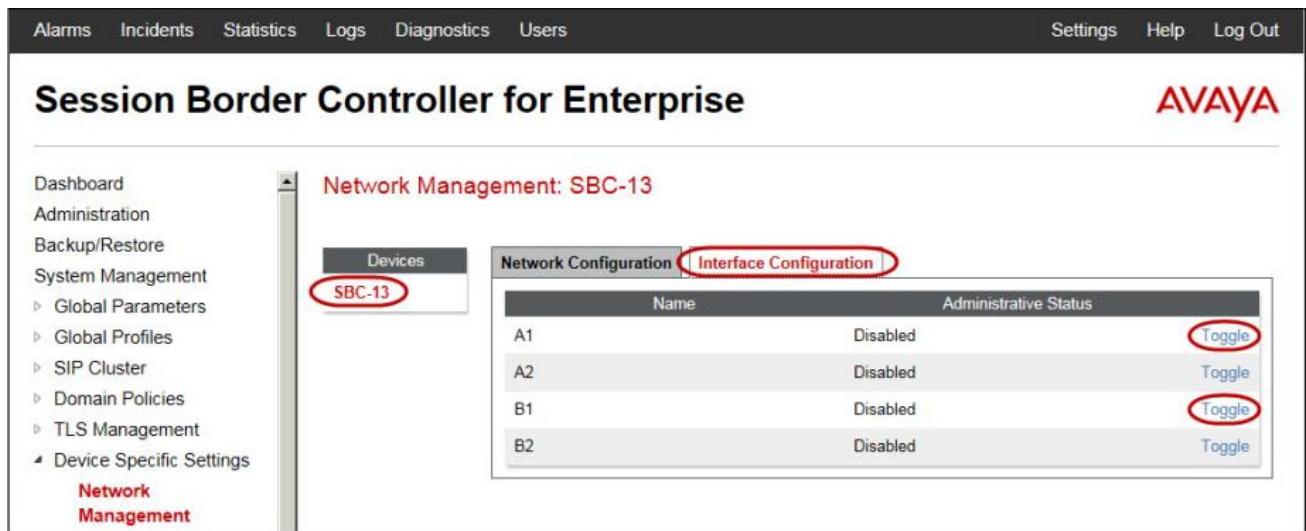 Alarms Incidents Statistics Logs Diagnostics Users Settings Help Log Out
Session Border Controller for Enterprise
AVAYA
Dashboard
Administration
Backup/Restore
System Management
Global Parameters
Global Profiles
SIP Cluster
Domain Policies
TLS Management
Device Specific Settings
Network
Management
Network Management: SBC-13
Devices
SBC-13
Network Configuration Interface Configuration
Name Administrative Status
A1 Disabled Toggle
A2 Disabled Toggle
B1 Disabled Toggle
B2 Disabled Toggle